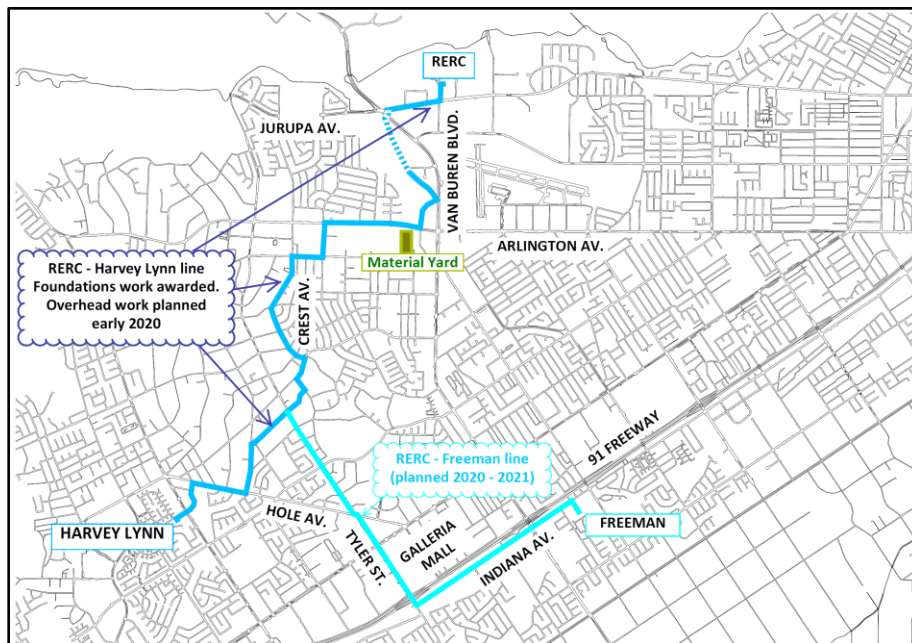 RERC
JURUPA AV.
VAN BUREN BLVD.
ARLINGTON AV.
Material Yard
RERC - Harvey Lynn line
Foundations work awarded.
Overhead work planned
early 2020
CREST AV.
91 FREEWAY
RERC - Freeman line
(planned 2020 - 2021)
HOLE AV.
HARVEY LYNN
TYLER ST.
GALLERIA
MALL
INDIANA AV.
FREEMAN